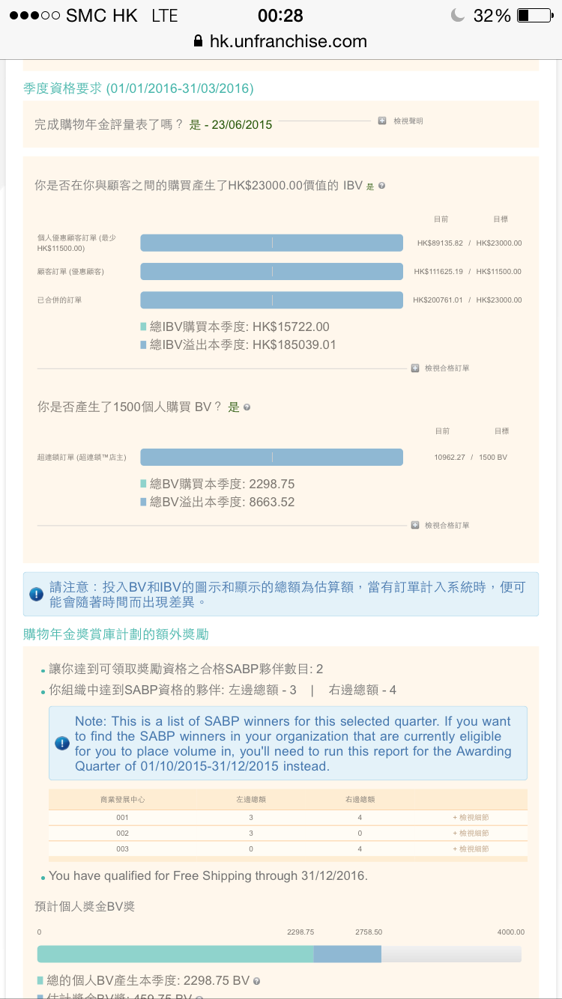 SMC HK LTE 00:28 32%
hk.unfranchise.com
季度資格要求 (01/01/2016-31/03/2016)
完成購物年金評量表了嗎？ 是 - 23/06/2015 檢視聲明
你是否在你與顧客之間的購買產生了HK$23000.00價值的 IBV 是
目前 目標
個人優惠顧客訂單 (最少
HK$11500.00)
HK$89135.82 / HK$23000.00
顧客訂單 (優惠顧客) HK$111625.19 / HK$11500.00
已合併的訂單 HK$200761.01 / HK$23000.00
總IBV購買本季度: HK$15722.00
總IBV溢出本季度: HK$185039.01
檢視合格訂單
你是否產生了1500個人購買 BV？ 是
目前 目標
超連鎖訂單 (超連鎖™店主) 10962.27 / 1500 BV
總BV購買本季度: 2298.75
總BV溢出本季度: 8663.52
檢視合格訂單
請注意：投入BV和IBV的圖示和顯示的總額為估算額，當有訂單計入系統時，便可
能會隨著時間而出現差異。
購物年金獎賞庫計劃的額外獎勵
讓你達到可領取獎勵資格之合格SABP夥伴數目: 2
你組織中達到SABP資格的夥伴: 左邊總額 - 3 | 右邊總額 - 4
Note: This is a list of SABP winners for this selected quarter. If you want
to find the SABP winners in your organization that are currently eligible
for you to place volume in, you'll need to run this report for the Awarding
Quarter of 01/10/2015-31/12/2015 instead.
商業發展中心 左邊總額 右邊總額
001 3 4 + 檢視細節
002 3 0 + 檢視細節
003 0 4 + 檢視細節
You have qualified for Free Shipping through 31/12/2016.
預計個人獎金BV獎
0 2298.75 2758.50 4000.00
總的個人BV產生本季度: 2298.75 BV
估計獎金BV獎: 459.75 BV